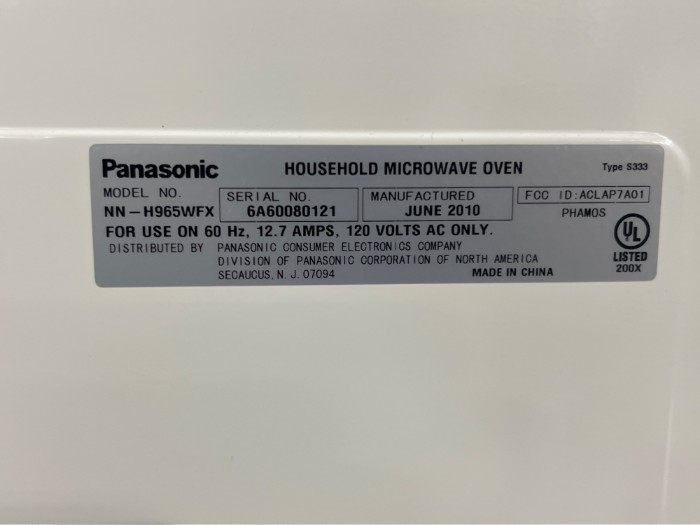 Panasonic HOUSEHOLD MICROWAVE OVEN Type S333
MODEL NO. SERIAL NO. MANUFACTURED FCC ID:ACLAP7A01
NN-H965WFX 6A60080121 JUNE 2010 PHAMOS
FOR USE ON 60 Hz, 12.7 AMPS, 120 VOLTS AC ONLY.
UL
DISTRIBUTED BY PANASONIC CONSUMER ELECTRONICS COMPANY
DIVISION OF PANASONIC CORPORATION OF NORTH AMERICA LISTED
SECAUCUS, N. J. 07094 MADE IN CHINA 200X